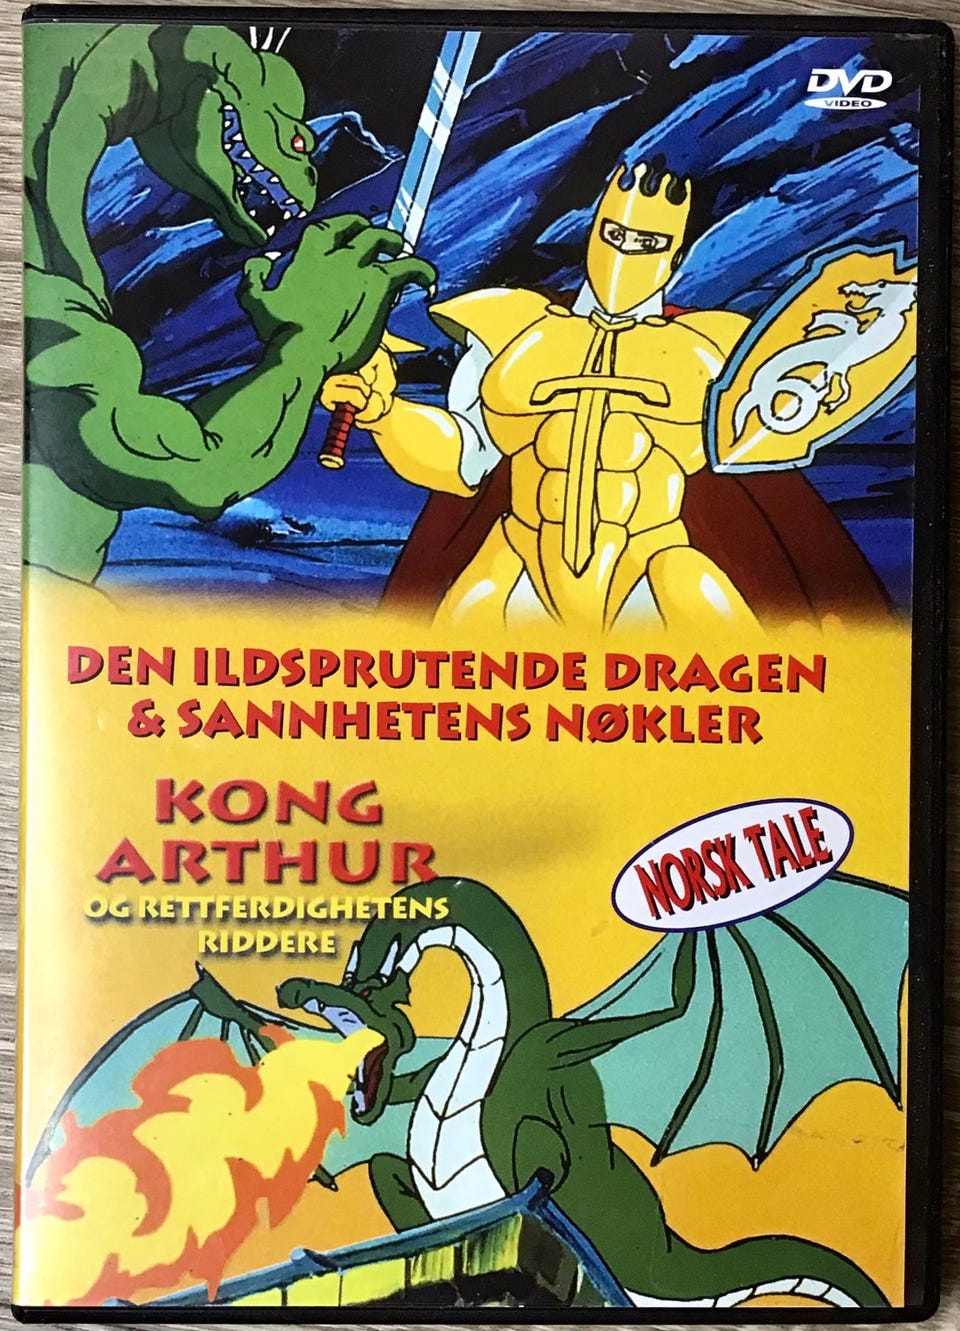 DVD
VIDEO
DEN ILDSPRUTENDE DRAGEN
& SANNHETENS NØKLER
KONG
ARTHUR
OG RETTFERDIGHETENS
RIDDERE
NORSK TALE